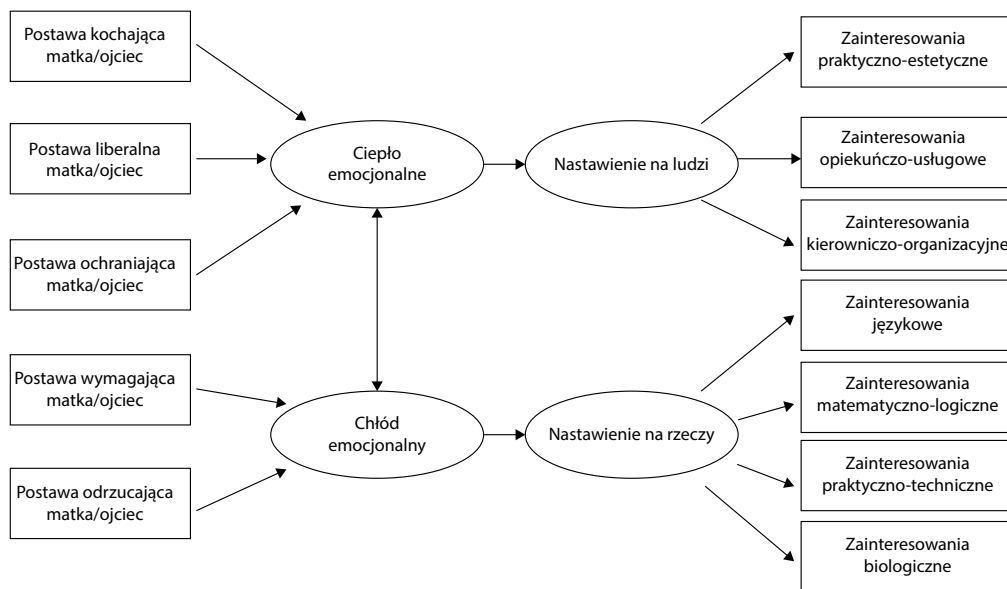 Postawa kochająca
matka/ojciec
Postawa liberalna
matka/ojciec
Postawa ochraniająca
matka/ojciec
Postawa wymagająca
matka/ojciec
Postawa odrzucająca
matka/ojciec
Ciepło
emocjonalne
Chłód
emocjonalny
Nastawienie na ludzi
Nastawienie na rzeczy
Zainteresowania
praktyczno-estetyczne
Zainteresowania
opiekuńczo-usługowe
Zainteresowania
kierowniczo-organizacyjne
Zainteresowania
językowe
Zainteresowania
matematyczno-logiczne
Zainteresowania
praktyczno-techniczne
Zainteresowania
biologiczne